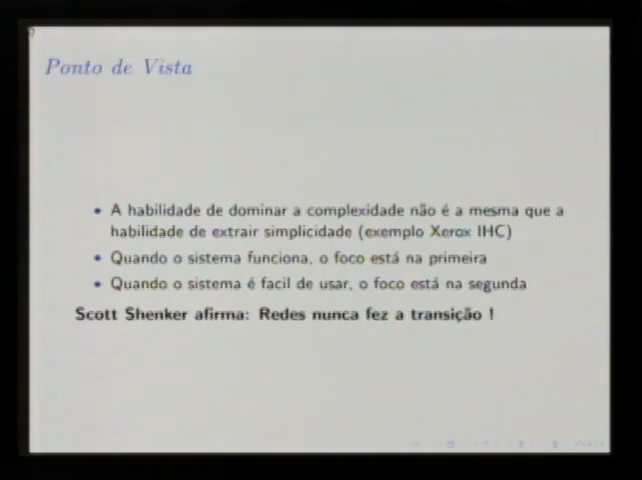 Ponto de Vista
• A habilidade de dominar a complexidade não é a mesma que a
habilidade de extrair simplicidade (exemplo Xerox IHC)
• Quando o sistema funciona, o foco está na primeira
• Quando o sistema é facil de usar, o foco está na segunda
Scott Shenker afirma: Redes nunca fez a transição !